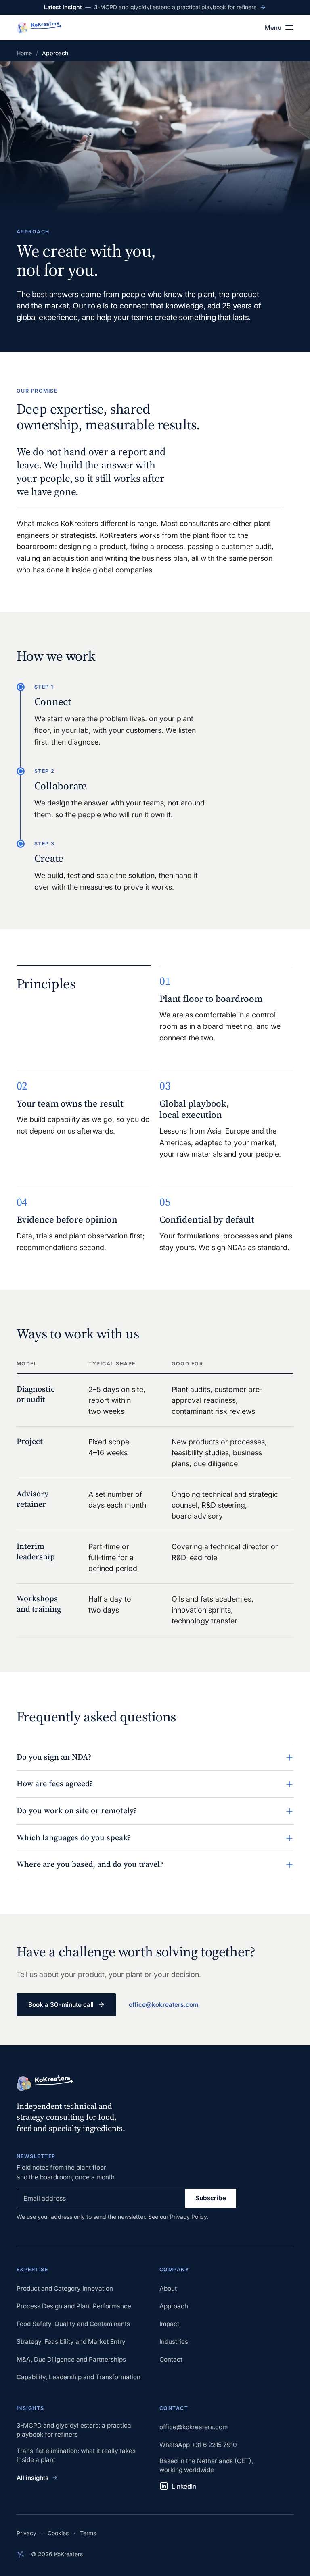 Latest insight — 3-MCPD and glycidyl esters: a practical playbook for refiners →
KoKreaters
Menu
Home / Approach
APPROACH
We create with you,
not for you.
The best answers come from people who know the plant, the product
and the market. Our role is to connect that knowledge, add 25 years of
global experience, and help your team create something that lasts.
OUR PROMISE
Deep expertise, shared
ownership, measurable results.
We do not hand over a report and
leave. We build the answer with
your people, so it still works after
we have gone.
What makes KoKreaters different is range. Most consultants are either plant
engineers or strategists. KoKreaters works from the plant floor to the
boardroom: designing a product, fixing a process, passing a customer audit,
valuing an acquisition and writing the business plan, all with the same person
who has done it inside global companies.
How we work
STEP 1
Connect
We start where the problem lives: on your plant
floor, in your lab, with your customers. We listen
first, then diagnose.
STEP 2
Collaborate
We design the answer with your teams, not around
them, so the people who will run it own it.
STEP 3
Create
We build, test and scale the solution, then hand it
over with the measures to prove it works.
Principles
01
Plant floor to boardroom
We are as comfortable in a control
room as in a board meeting, and we
connect the two.
02
Your team owns the result
We build capability as we go, so you do
not depend on us afterwards.
03
Global playbook,
local execution
Lessons from Asia, Europe and the
Americas, adapted to your market,
your raw materials and your people.
04
Evidence before opinion
Data, trials and plant observation first;
recommendations second.
05
Confidential by default
Your formulations, processes and plans
stay yours. We sign NDAs as standard.
Ways to work with us
MODEL TYPICAL SHAPE GOOD FOR
Diagnostic
or audit
2–5 days on site,
report within
two weeks
Plant audits, customer pre-
approval readiness,
contaminant risk reviews
Project
Fixed scope,
4–16 weeks
New products or processes,
feasibility studies, business
plans, due diligence
Advisory
retainer
A set number of
days each month
Ongoing technical and strategic
counsel, R&D steering,
board advisory
Interim
leadership
Part-time or
full-time for a
defined period
Covering a technical director or
R&D lead role
Workshops
and training
Half a day to
two days
Oils and fats academies,
innovation sprints,
technology transfer
Frequently asked questions
Do you sign an NDA?
How are fees agreed?
Do you work on site or remotely?
Which languages do you speak?
Where are you based, and do you travel?
Have a challenge worth solving together?
Tell us about your product, your plant or your decision.
Book a 30-minute call →
office@kokreaters.com
KoKreaters
Independent technical and
strategy consulting for food,
feed and specialty ingredients.
NEWSLETTER
Field notes from the plant floor
and the boardroom, once a month.
Email address
Subscribe
We use your address only to send the newsletter. See our Privacy Policy.
EXPERTISE
Product and Category Innovation
Process Design and Plant Performance
Food Safety, Quality and Contaminants
Strategy, Feasibility and Market Entry
M&A, Due Diligence and Partnerships
Capability, Leadership and Transformation
COMPANY
About
Approach
Impact
Industries
Contact
INSIGHTS
3-MCPD and glycidyl esters: a practical
playbook for refiners
Trans-fat elimination: what it really takes
inside a plant
All insights →
CONTACT
office@kokreaters.com
WhatsApp +31 6 2215 7910
Based in the Netherlands (CET),
working worldwide
LinkedIn
Privacy · Cookies · Terms
© 2026 KoKreaters